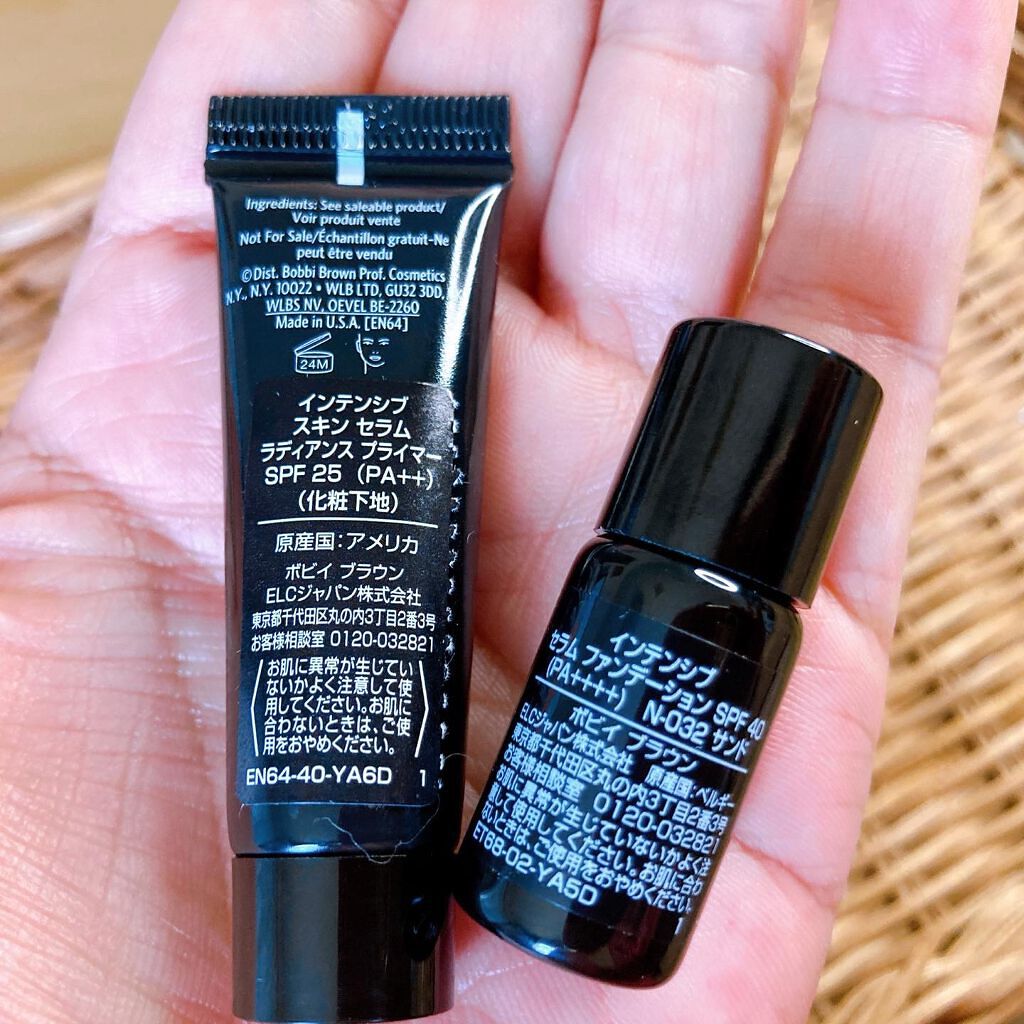 Ingredients: See saleable product/
Voir produit vente
Not For Sale/Échantillon gratuit-Ne
peut être vendu
©Dist. Bobbi Brown Prof. Cosmetics
N.Y., N.Y. 10022 • WLB LTD, GU32 3DD,
WLBS NV, OEVEL BE-2260
Made in U.S.A. [EN64]
24M
インテンシブ
スキン セラム
ラディアンス プライマー
SPF 25 (PA++)
(化粧下地)
原産国:アメリカ
ボビイ ブラウン
ELCジャパン株式会社
東京都千代田区丸の内3丁目2番3号
お客様相談室 0120-032821
お肌に異常が生じてい
ないかよく注意して使
用してください。お肌に
合わないときは、ご使
用をおやめください。
EN64-40-YA6D 1
インテンシブ
セラム ファンデーション SPF 40
(PA++++) N-032 サンド
ボビイ ブラウン
ELCジャパン株式会社 原産国:ベルギー
東京都千代田区丸の内3丁目2番3号
お客様相談室 0120-032821
お肌に異常が生じていないかよく注
意して使用してください。お肌に合わ
ないときは、ご使用をおやめください。
ET68-02-YA5D 1